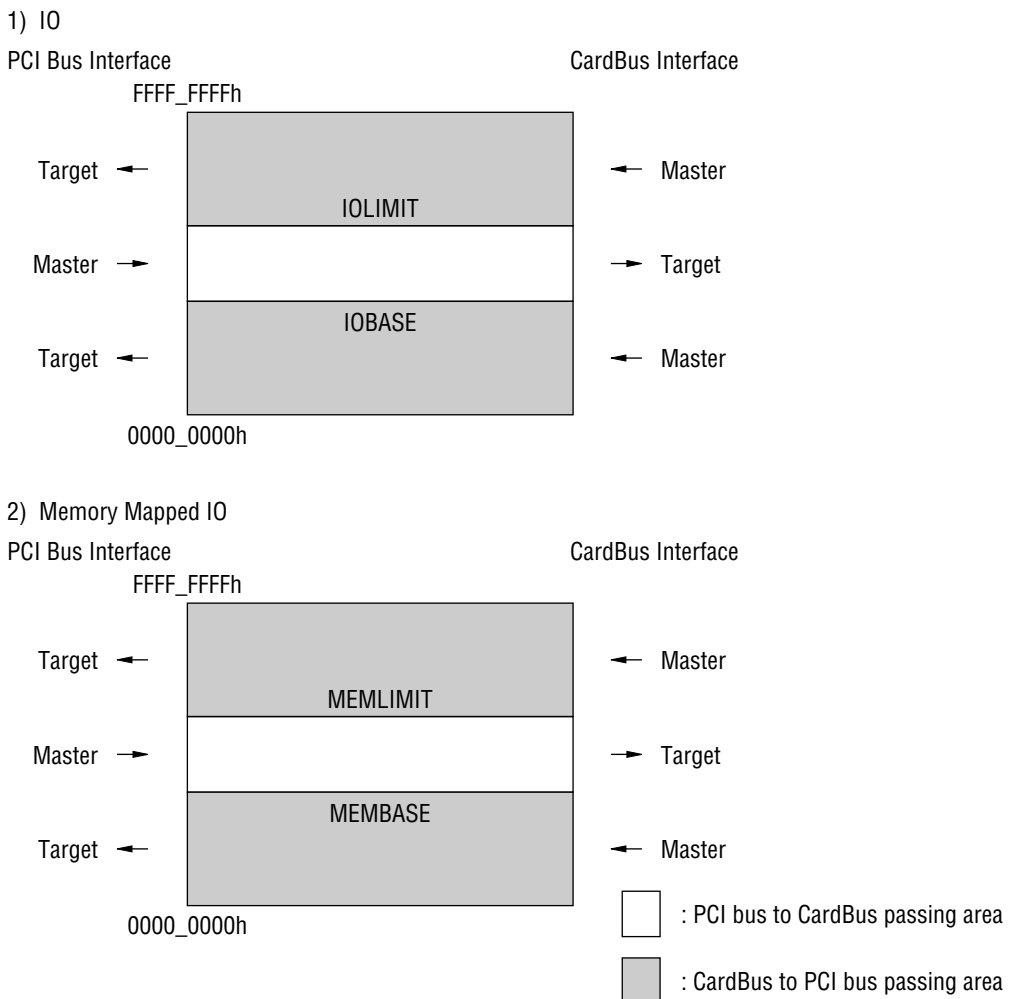 1) IO
PCI Bus Interface
CardBus Interface
FFFF_FFFFh
Target
Master
IOLIMIT
Master
Target
IOBASE
Target
Master
0000_0000h
2) Memory Mapped IO
PCI Bus Interface
CardBus Interface
FFFF_FFFFh
Target
Master
MEMLIMIT
Master
Target
MEMBASE
Target
Master
0000_0000h
: PCI bus to CardBus passing area
: CardBus to PCI bus passing area